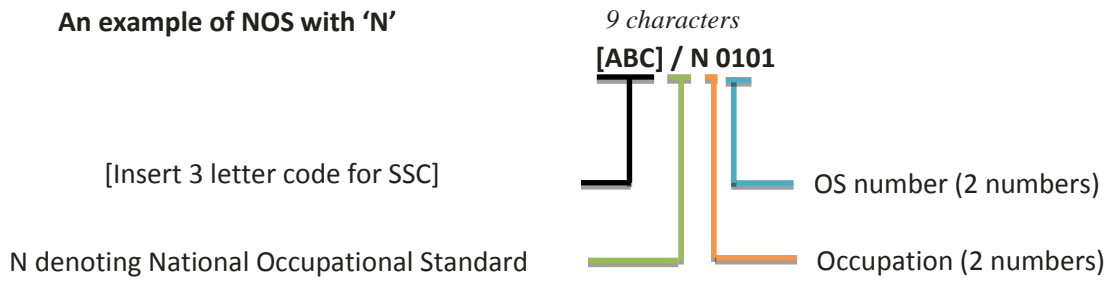 An example of NOS with ‘N’
9 characters
[ABC] / N 0101
[Insert 3 letter code for SSC]
OS number (2 numbers)
N denoting National Occupational Standard
Occupation (2 numbers)